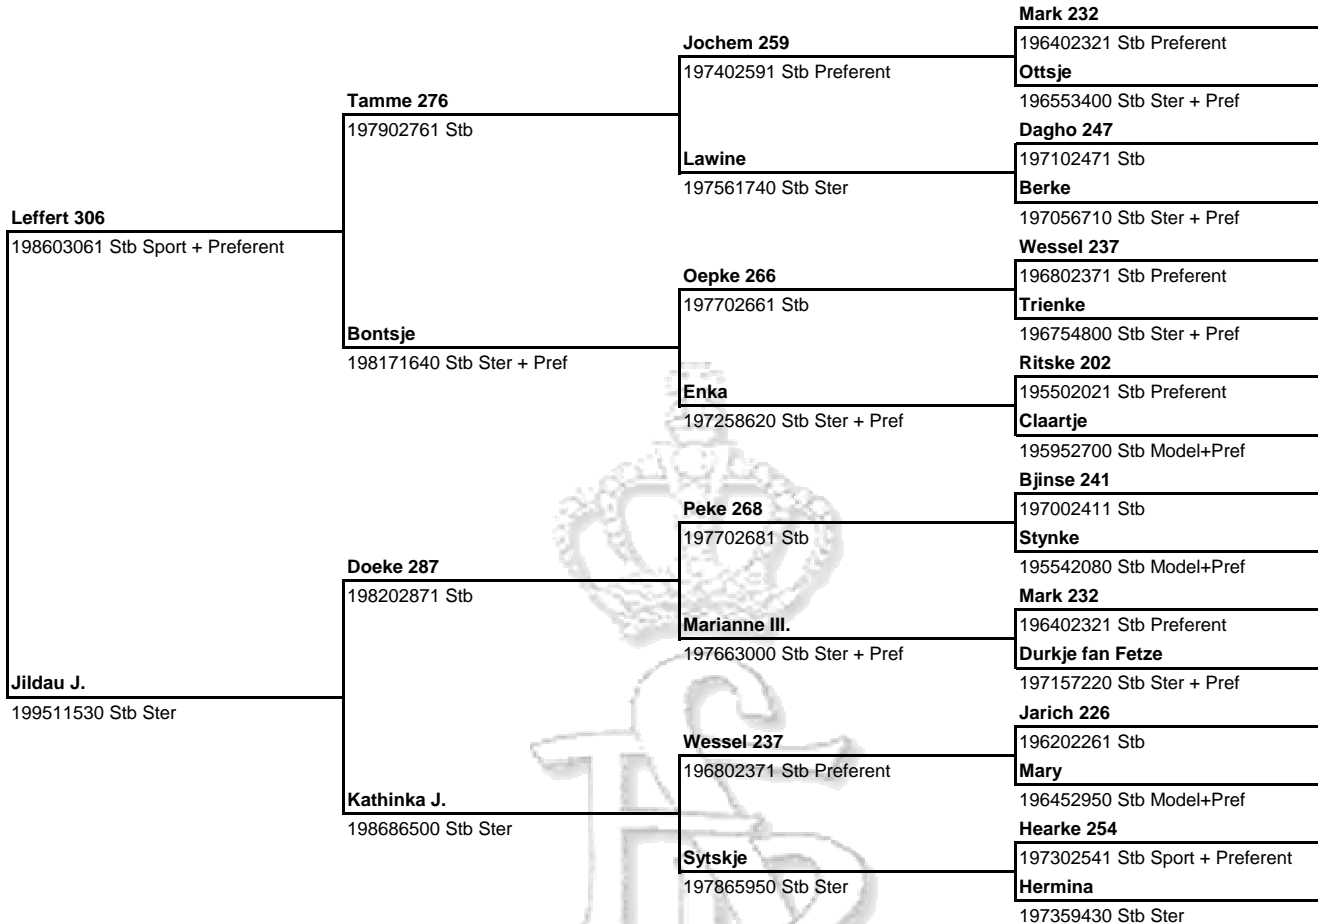 Leffert 306
198603061 Stb Sport + Preferent
Jildau J.
199511530 Stb Ster
Tamme 276
197902761 Stb
Bontsje
198171640 Stb Ster + Pref
Doeke 287
198202871 Stb
Kathinka J.
198686500 Stb Ster
Jochem 259
197402591 Stb Preferent
Lawine
197561740 Stb Ster
Oepke 266
197702661 Stb
Enka
197258620 Stb Ster + Pref
Peke 268
197702681 Stb
Marianne III.
197663000 Stb Ster + Pref
Wessel 237
196802371 Stb Preferent
Sytskje
197865950 Stb Ster
Mark 232
196402321 Stb Preferent
Ottsje
196553400 Stb Ster + Pref
Dagho 247
197102471 Stb
Berke
197056710 Stb Ster + Pref
Wessel 237
196802371 Stb Preferent
Trienke
196754800 Stb Ster + Pref
Ritske 202
195502021 Stb Preferent
Claartje
195952700 Stb Model+Pref
Bjinse 241
197002411 Stb
Stynke
195542080 Stb Model+Pref
Mark 232
196402321 Stb Preferent
Durkje fan Fetze
197157220 Stb Ster + Pref
Jarich 226
196202261 Stb
Mary
196452950 Stb Model+Pref
Hearke 254
197302541 Stb Sport + Preferent
Hermina
197359430 Stb Ster